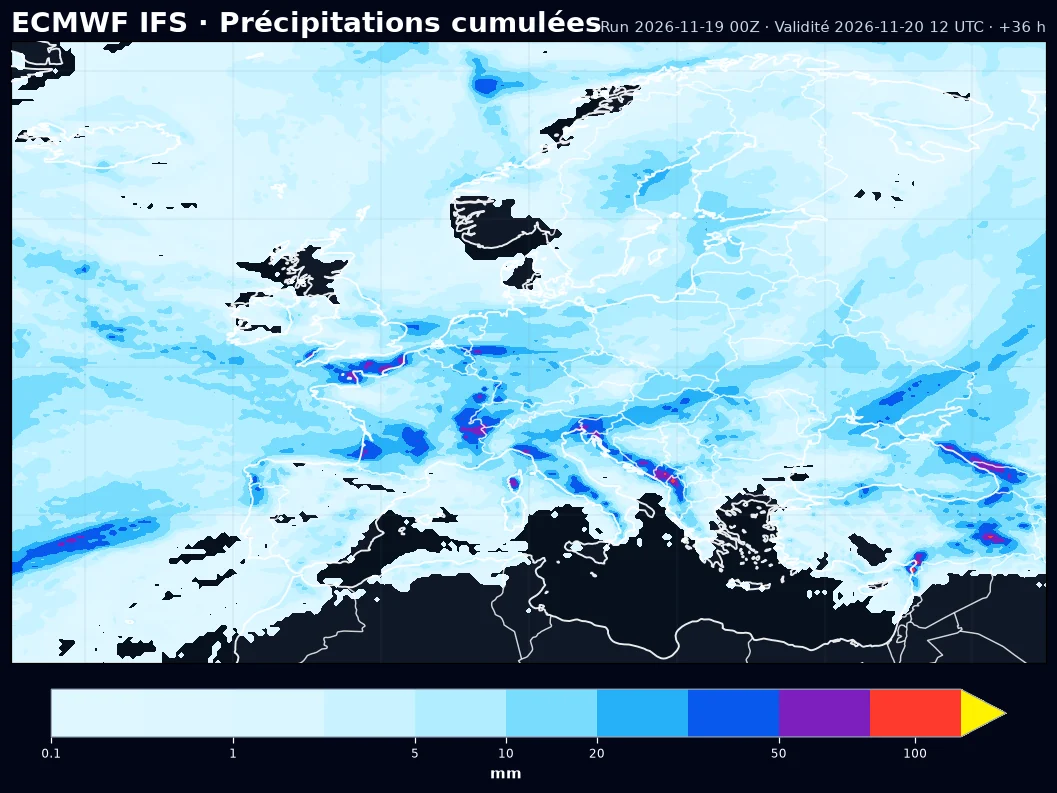 ECMWF IFS · Précipitations cumulées
Run 2026-11-19 00Z · Validité 2026-11-20 12 UTC · +36 h
0.1 1 5 10 20 50 100
mm